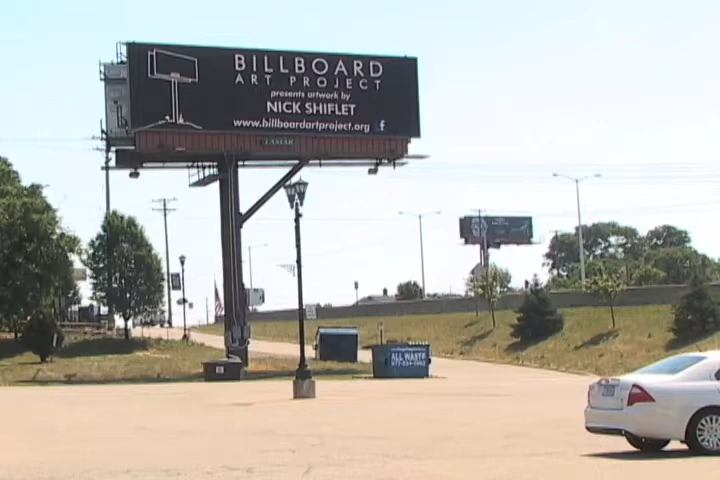 BILLBOARD
ART PROJECT
presents artwork by
NICK SHIFLET
www.billboardartproject.org f
LAMAR
ALL WASTE